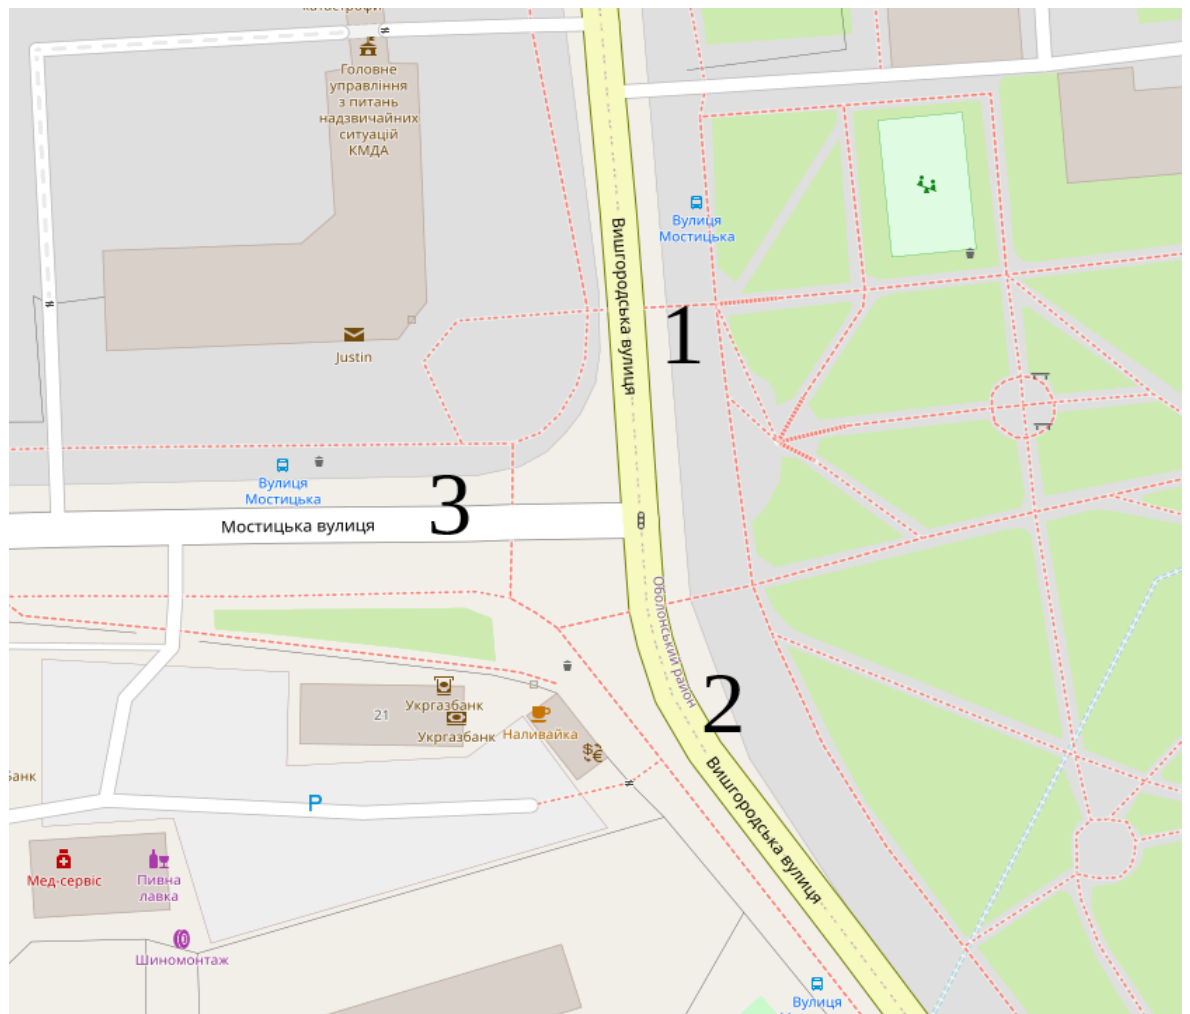 катастрофи
Головне
управління
з питань
надзвичайних
ситуацій
КМДА
Вулиця
Мостицька
Вишгородська вулиця
1
Justin
Вулиця
Мостицька
3
Мостицька вулиця
Оболонський район
2
Укргазбанк
21
Укргазбанк
Наливайка
$
€
Банк
P
Вишгородська вулиця
Мед-сервіс
Пивна
лавка
Шиномонтаж
Вулиця